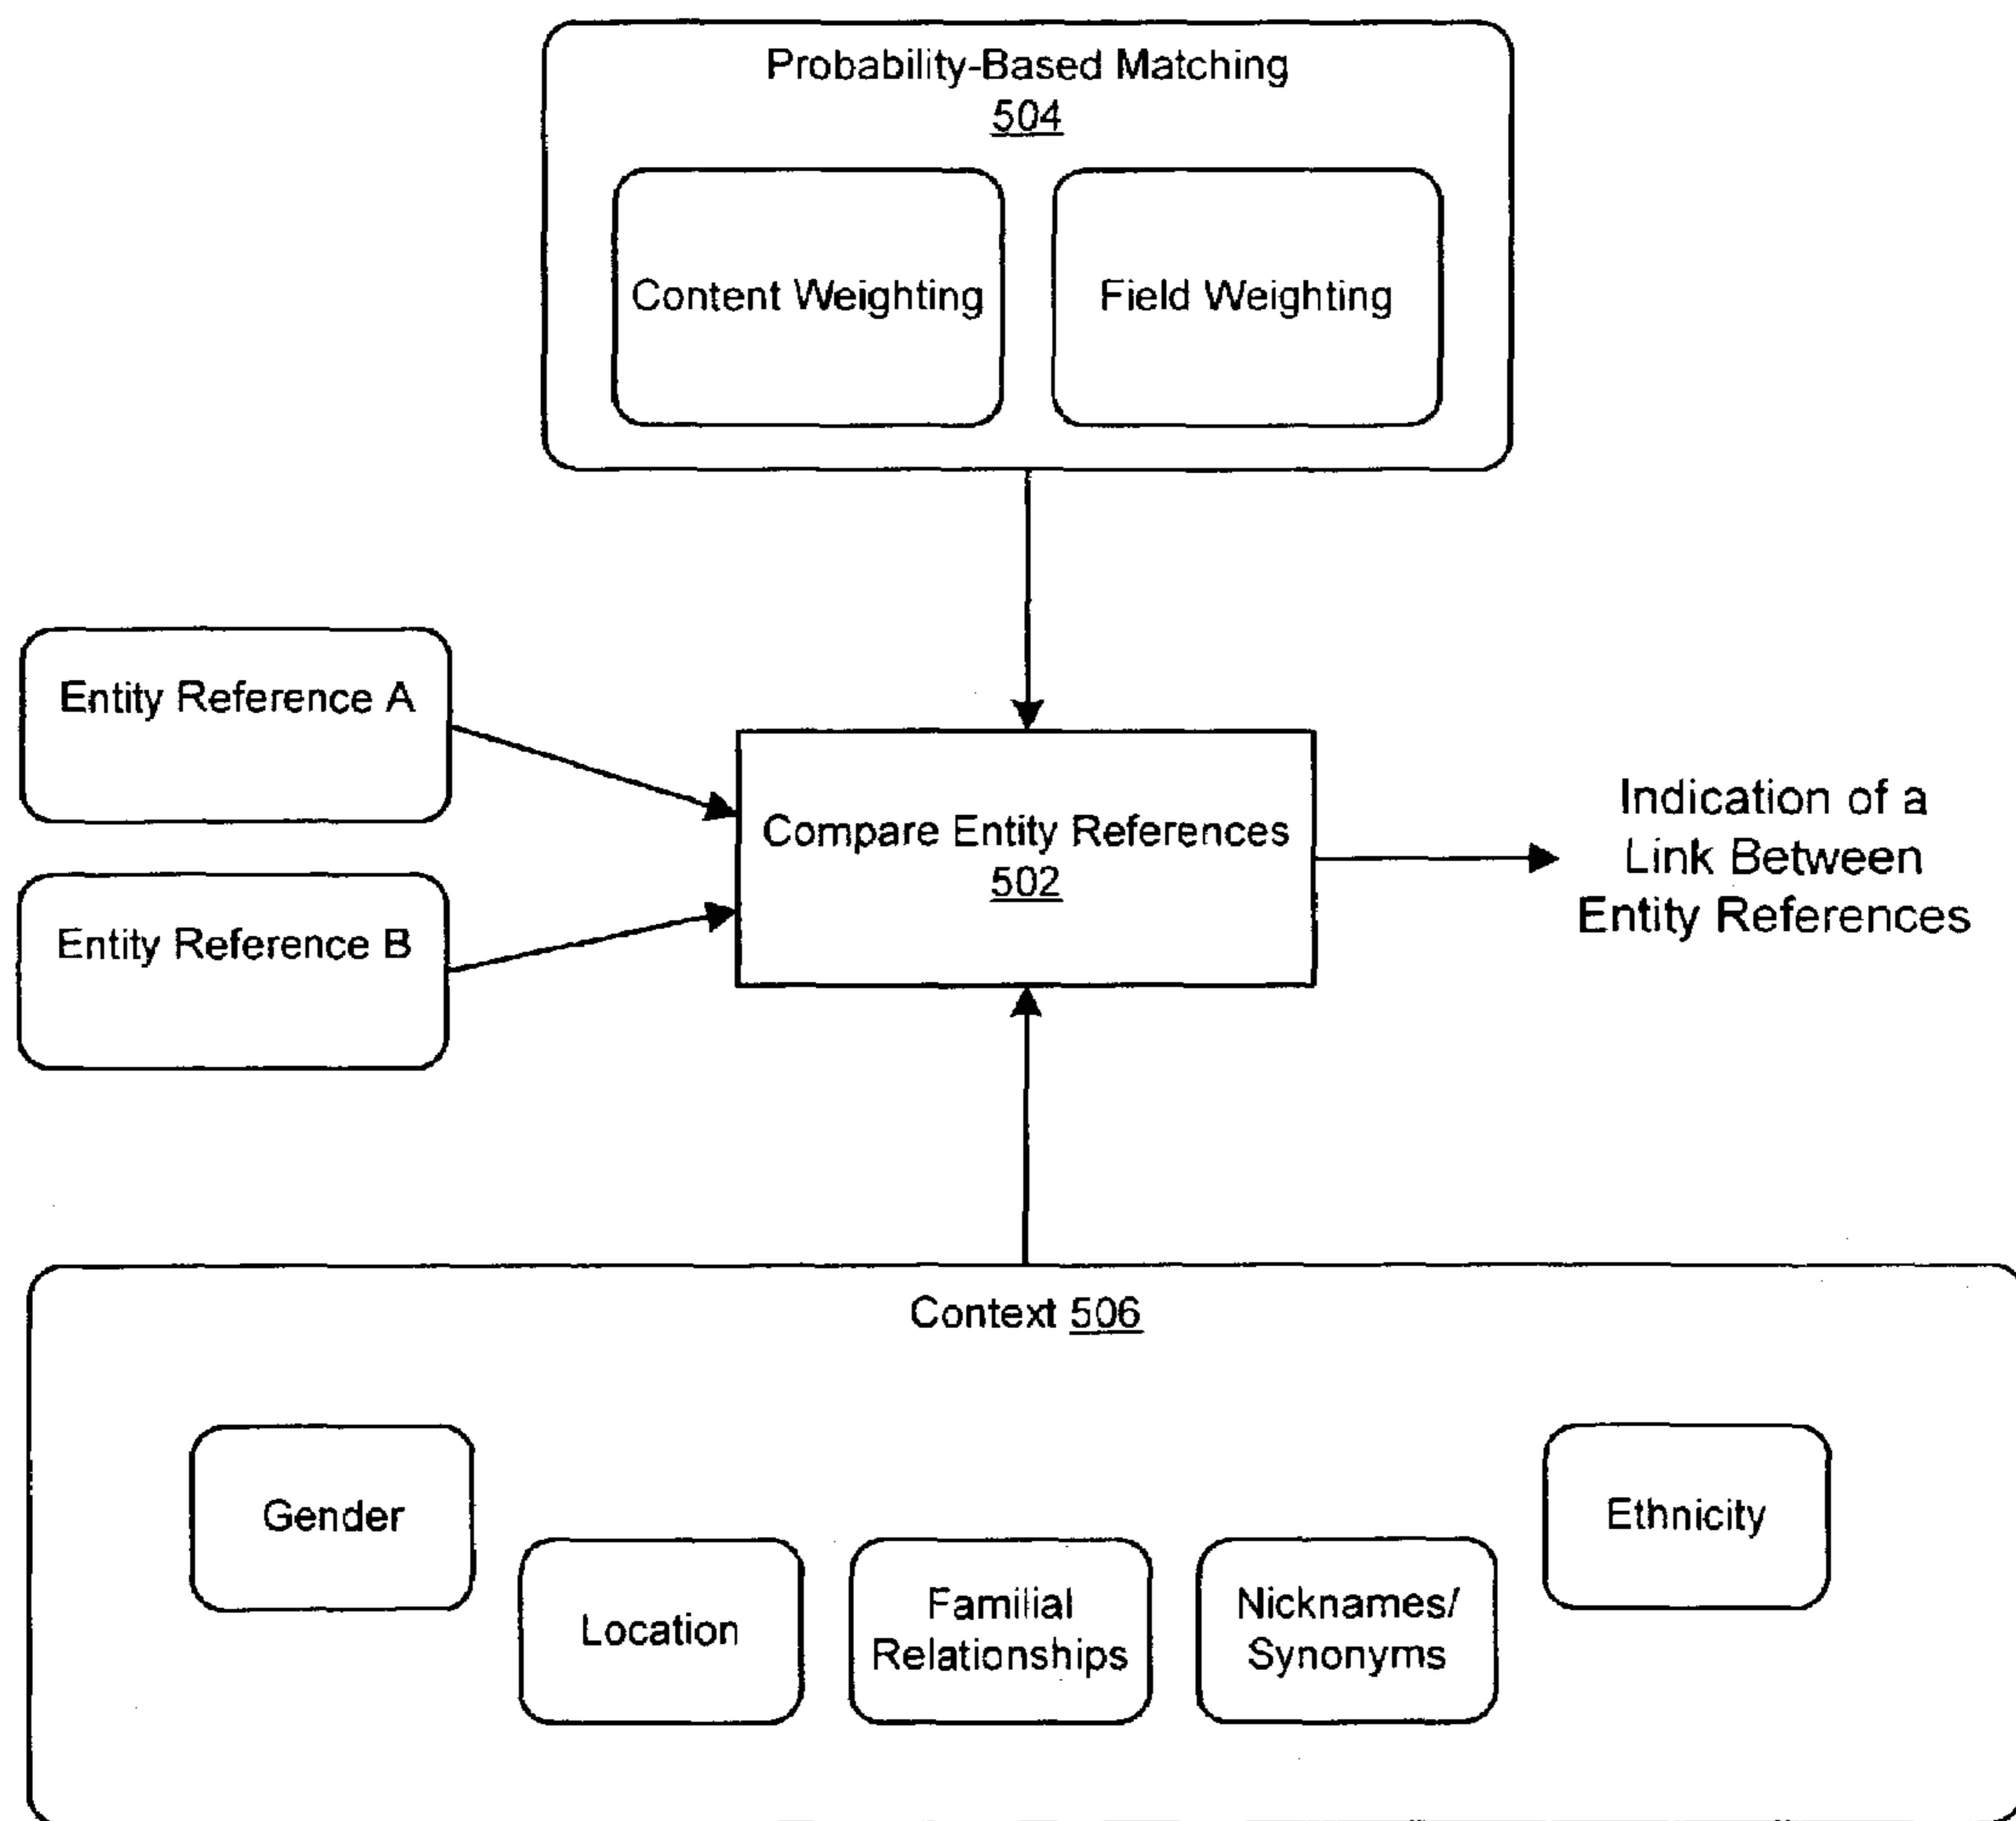 Probability-Based Matching
504
Content Weighting
Field Weighting
Entity Reference A
Entity Reference B
Compare Entity References
502
Indication of a
Link Between
Entity References
Context 506
Gender
Location
Familial
Relationships
Nicknames/
Synonyms
Ethnicity